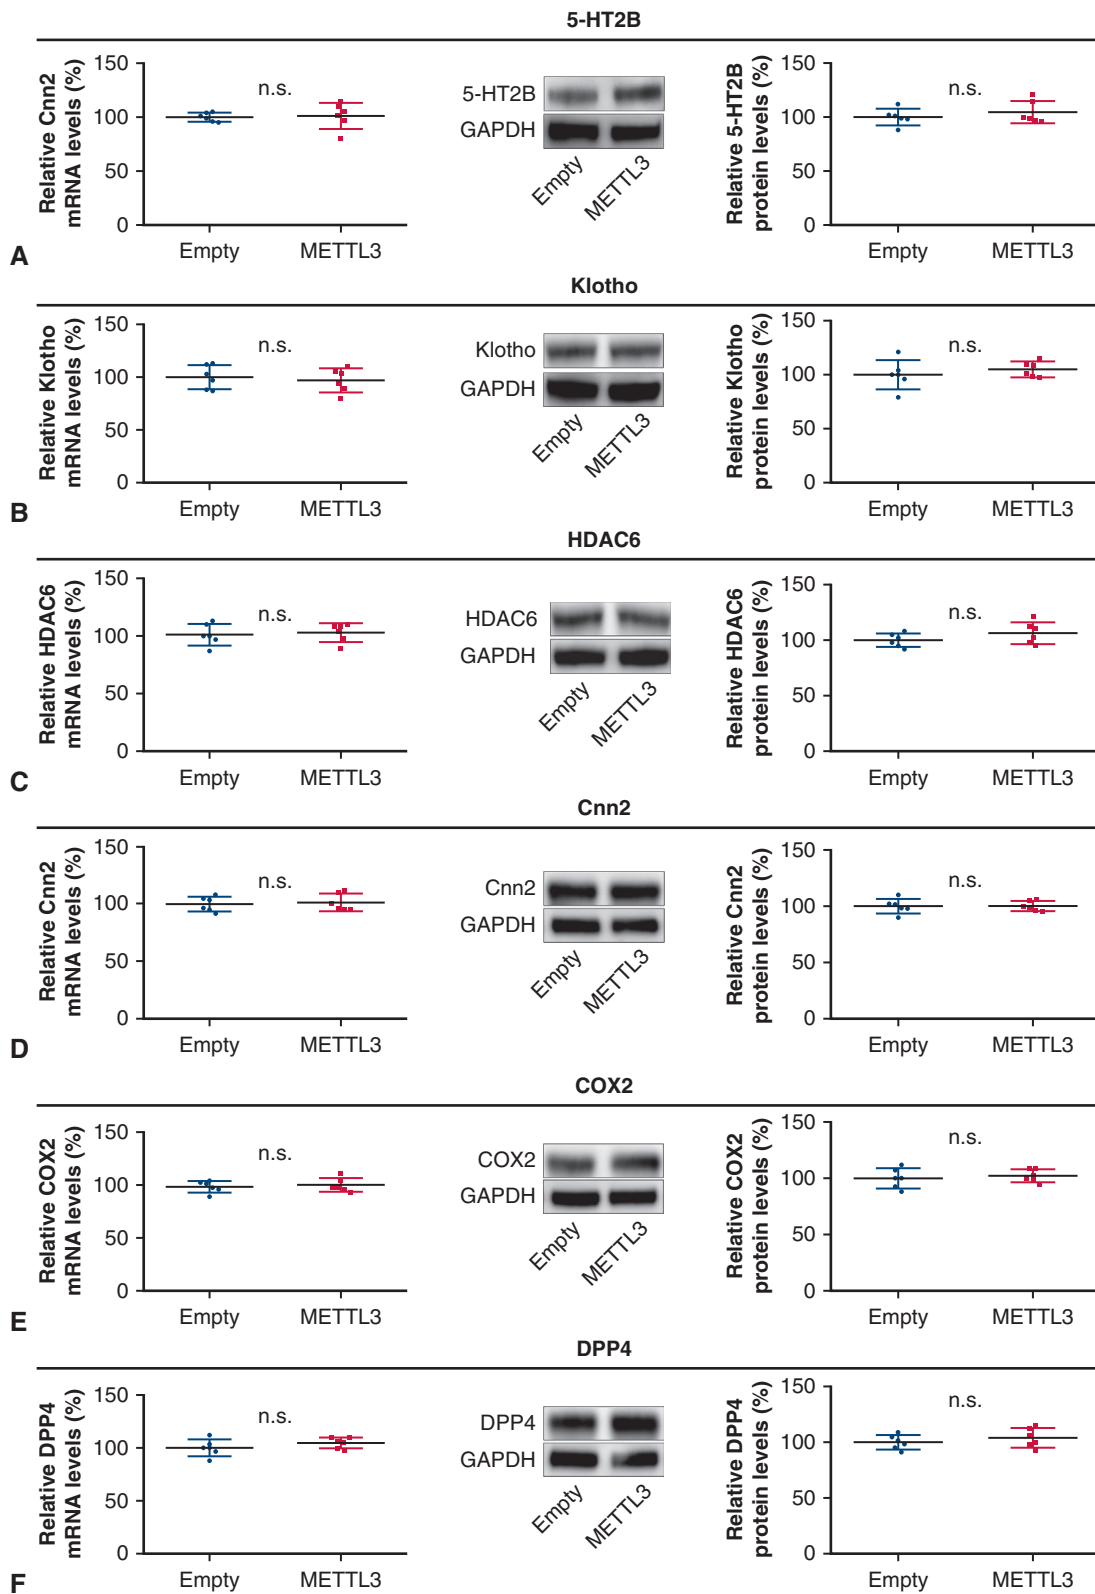 5-HT2B
Relative Cnn2
mRNA levels (%)
150
100
50
0
n.s.
Empty
METTL3
5-HT2B
GAPDH
Empty
METTL3
Relative 5-HT2B
protein levels (%)
150
100
50
0
n.s.
Empty
METTL3
A
Klotho
Relative Klotho
mRNA levels (%)
150
100
50
0
n.s.
Empty
METTL3
Klotho
GAPDH
Empty
METTL3
Relative Klotho
protein levels (%)
150
100
50
0
n.s.
Empty
METTL3
B
HDAC6
Relative HDAC6
mRNA levels (%)
150
100
50
0
n.s.
Empty
METTL3
HDAC6
GAPDH
Empty
METTL3
Relative HDAC6
protein levels (%)
150
100
50
0
n.s.
Empty
METTL3
C
Cnn2
Relative Cnn2
mRNA levels (%)
150
100
50
0
n.s.
Empty
METTL3
Cnn2
GAPDH
Empty
METTL3
Relative Cnn2
protein levels (%)
150
100
50
0
n.s.
Empty
METTL3
D
COX2
Relative COX2
mRNA levels (%)
150
100
50
0
n.s.
Empty
METTL3
COX2
GAPDH
Empty
METTL3
Relative COX2
protein levels (%)
150
100
50
0
n.s.
Empty
METTL3
E
DPP4
Relative DPP4
mRNA levels (%)
150
100
50
0
n.s.
Empty
METTL3
DPP4
GAPDH
Empty
METTL3
Relative DPP4
protein levels (%)
150
100
50
0
n.s.
Empty
METTL3
F